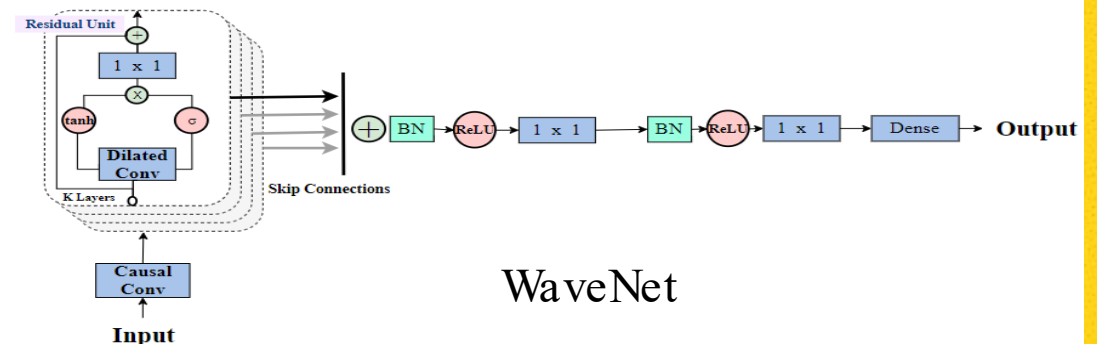 Residual Unit
+
1 x 1
x
tanh
σ
Dilated
Conv
K Layers
Causal
Conv
Input
Skip Connections
+
BN
ReLU
1 x 1
BN
ReLU
1 x 1
Dense
Output
WaveNet